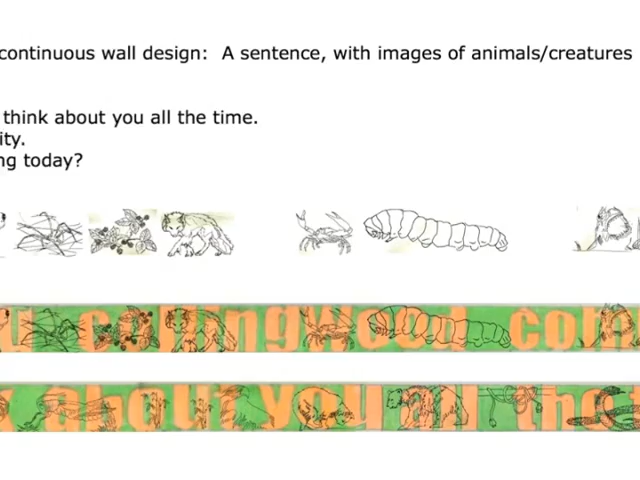 continuous wall design: A sentence, with images of animals/creatures
think about you all the time.
ity.
ng today?
collingwood com
about you all the